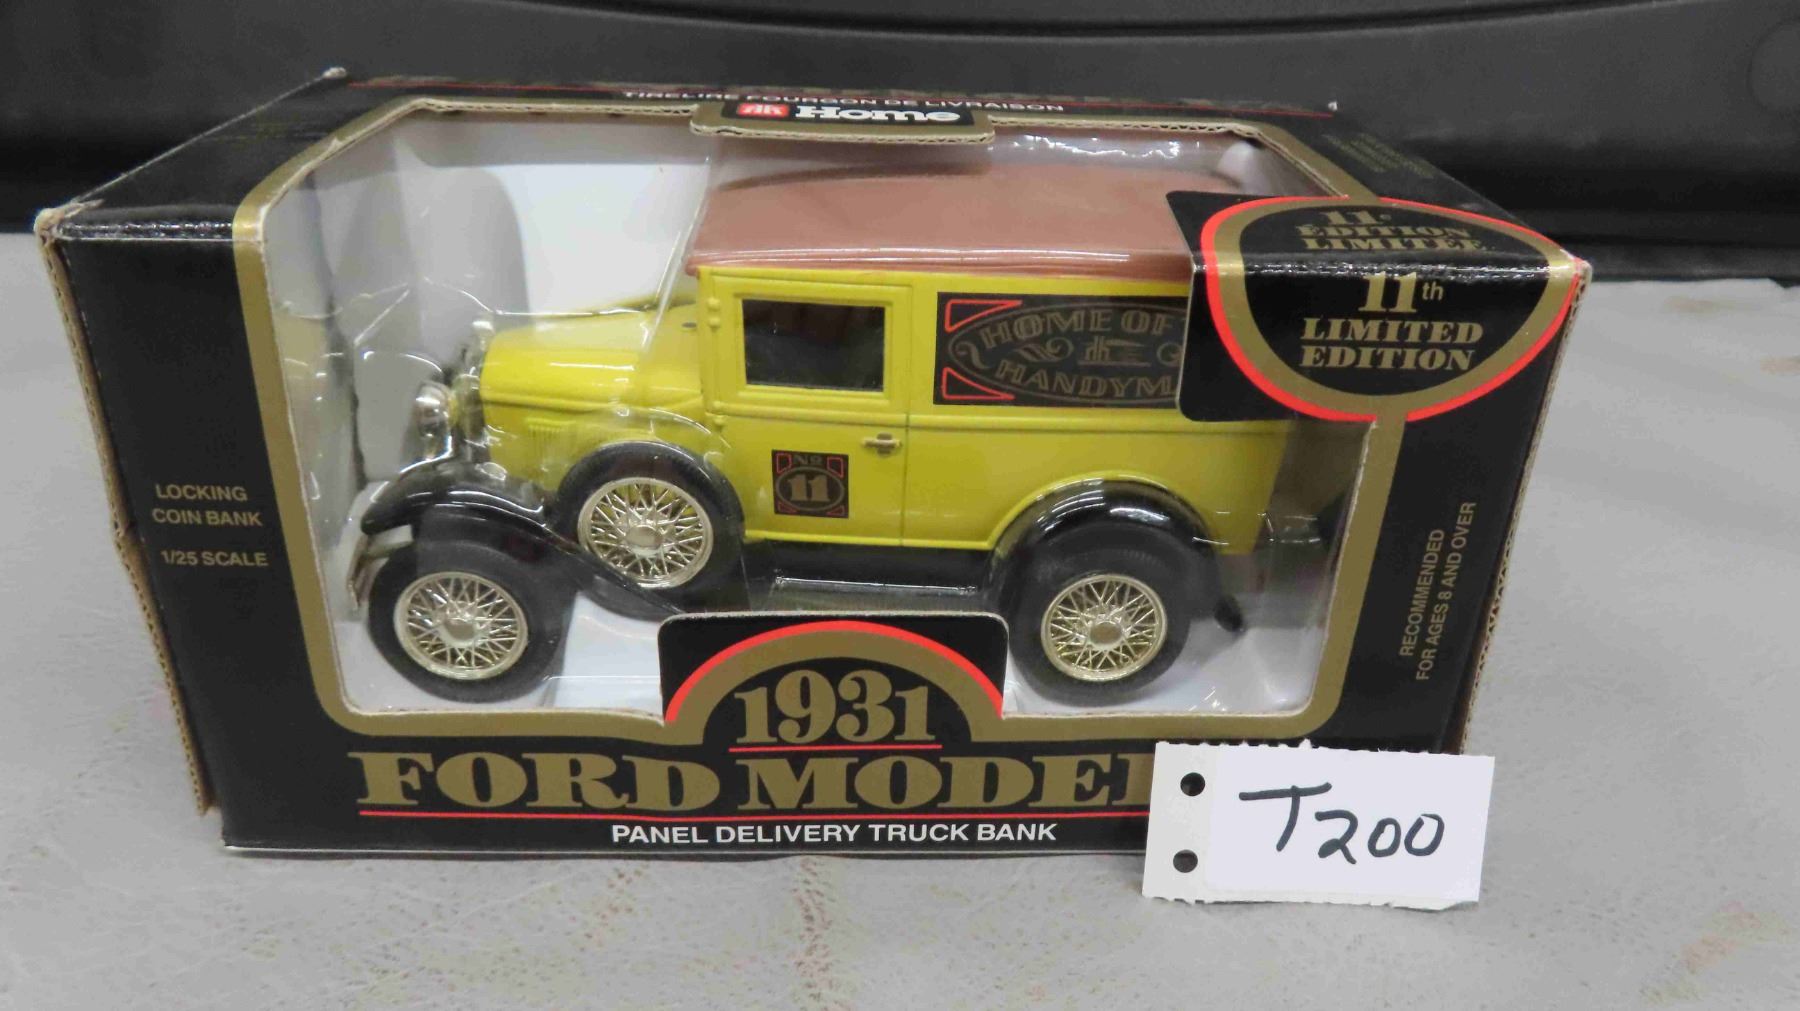 TIRELIRE FOURGON DE LIVRAISON
Home
11e
EDITION
LIMITEE
11th
LIMITED
EDITION
HOME OF
HANDYM
No
11
LOCKING
COIN BANK
1/25 SCALE
RECOMMENDED
FOR AGES 8 AND OVER
1931
FORD MODEL
PANEL DELIVERY TRUCK BANK
T200